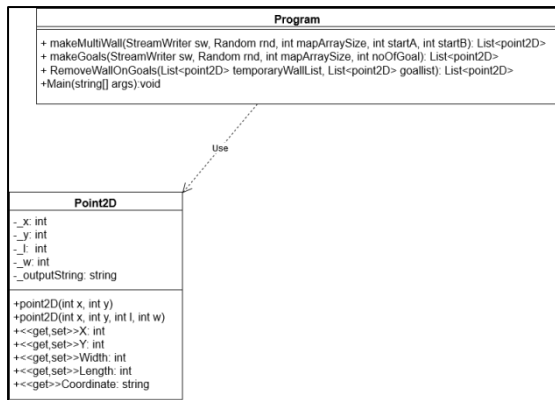 Program
+ makeMultiWall(StreamWriter sw, Random rnd, int mapArraySize, int startA, int startB): List<point2D>
+ makeGoals(StreamWriter sw, Random rnd, int mapArraySize, int noOfGoal): List<point2D>
+ RemoveWallOnGoals(List<point2D> temporaryWallList, List<point2D> goallist): List<point2D>
+Main(string[] args):void
Use
Point2D
-_x: int
-_y: int
-_l: int
-_w: int
-_outputString: string
+point2D(int x, int y)
+point2D(int x, int y, int l, int w)
+<<get,set>>X: int
+<<get,set>>Y: int
+<<get,set>>Width: int
+<<get,set>>Length: int
+<<get>>Coordinate: string